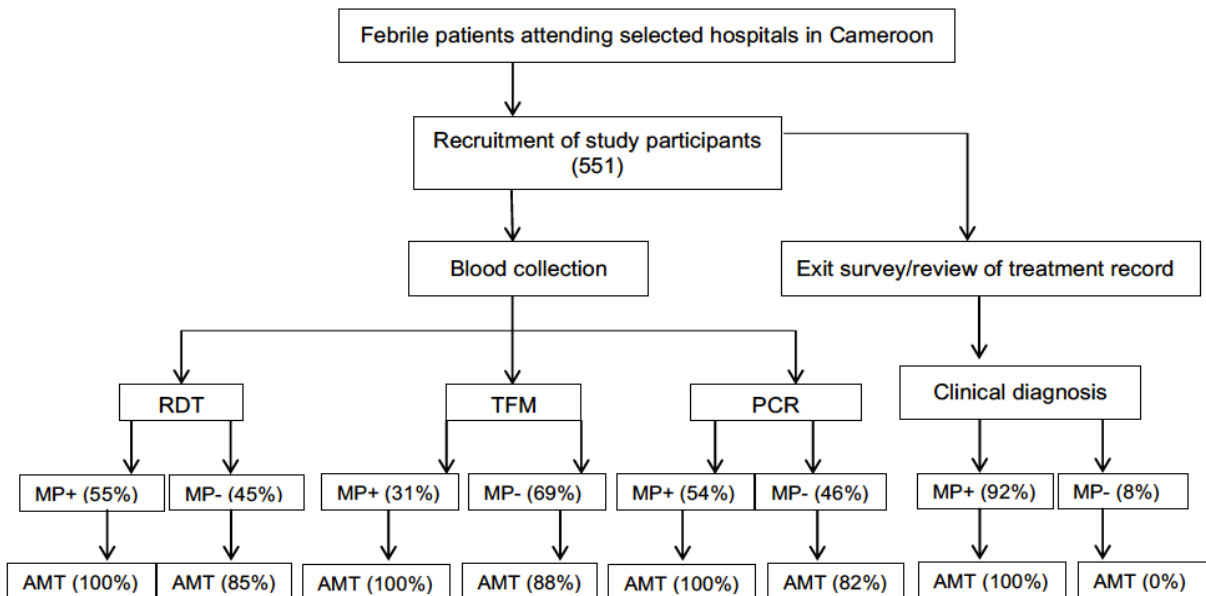 Febrile patients attending selected hospitals in Cameroon
Recruitment of study participants
(551)
Blood collection
Exit survey/review of treatment record
RDT
TFM
PCR
Clinical diagnosis
MP+ (55%)
MP- (45%)
MP+ (31%)
MP- (69%)
MP+ (54%)
MP- (46%)
MP+ (92%)
MP- (8%)
AMT (100%)
AMT (85%)
AMT (100%)
AMT (88%)
AMT (100%)
AMT (82%)
AMT (100%)
AMT (0%)